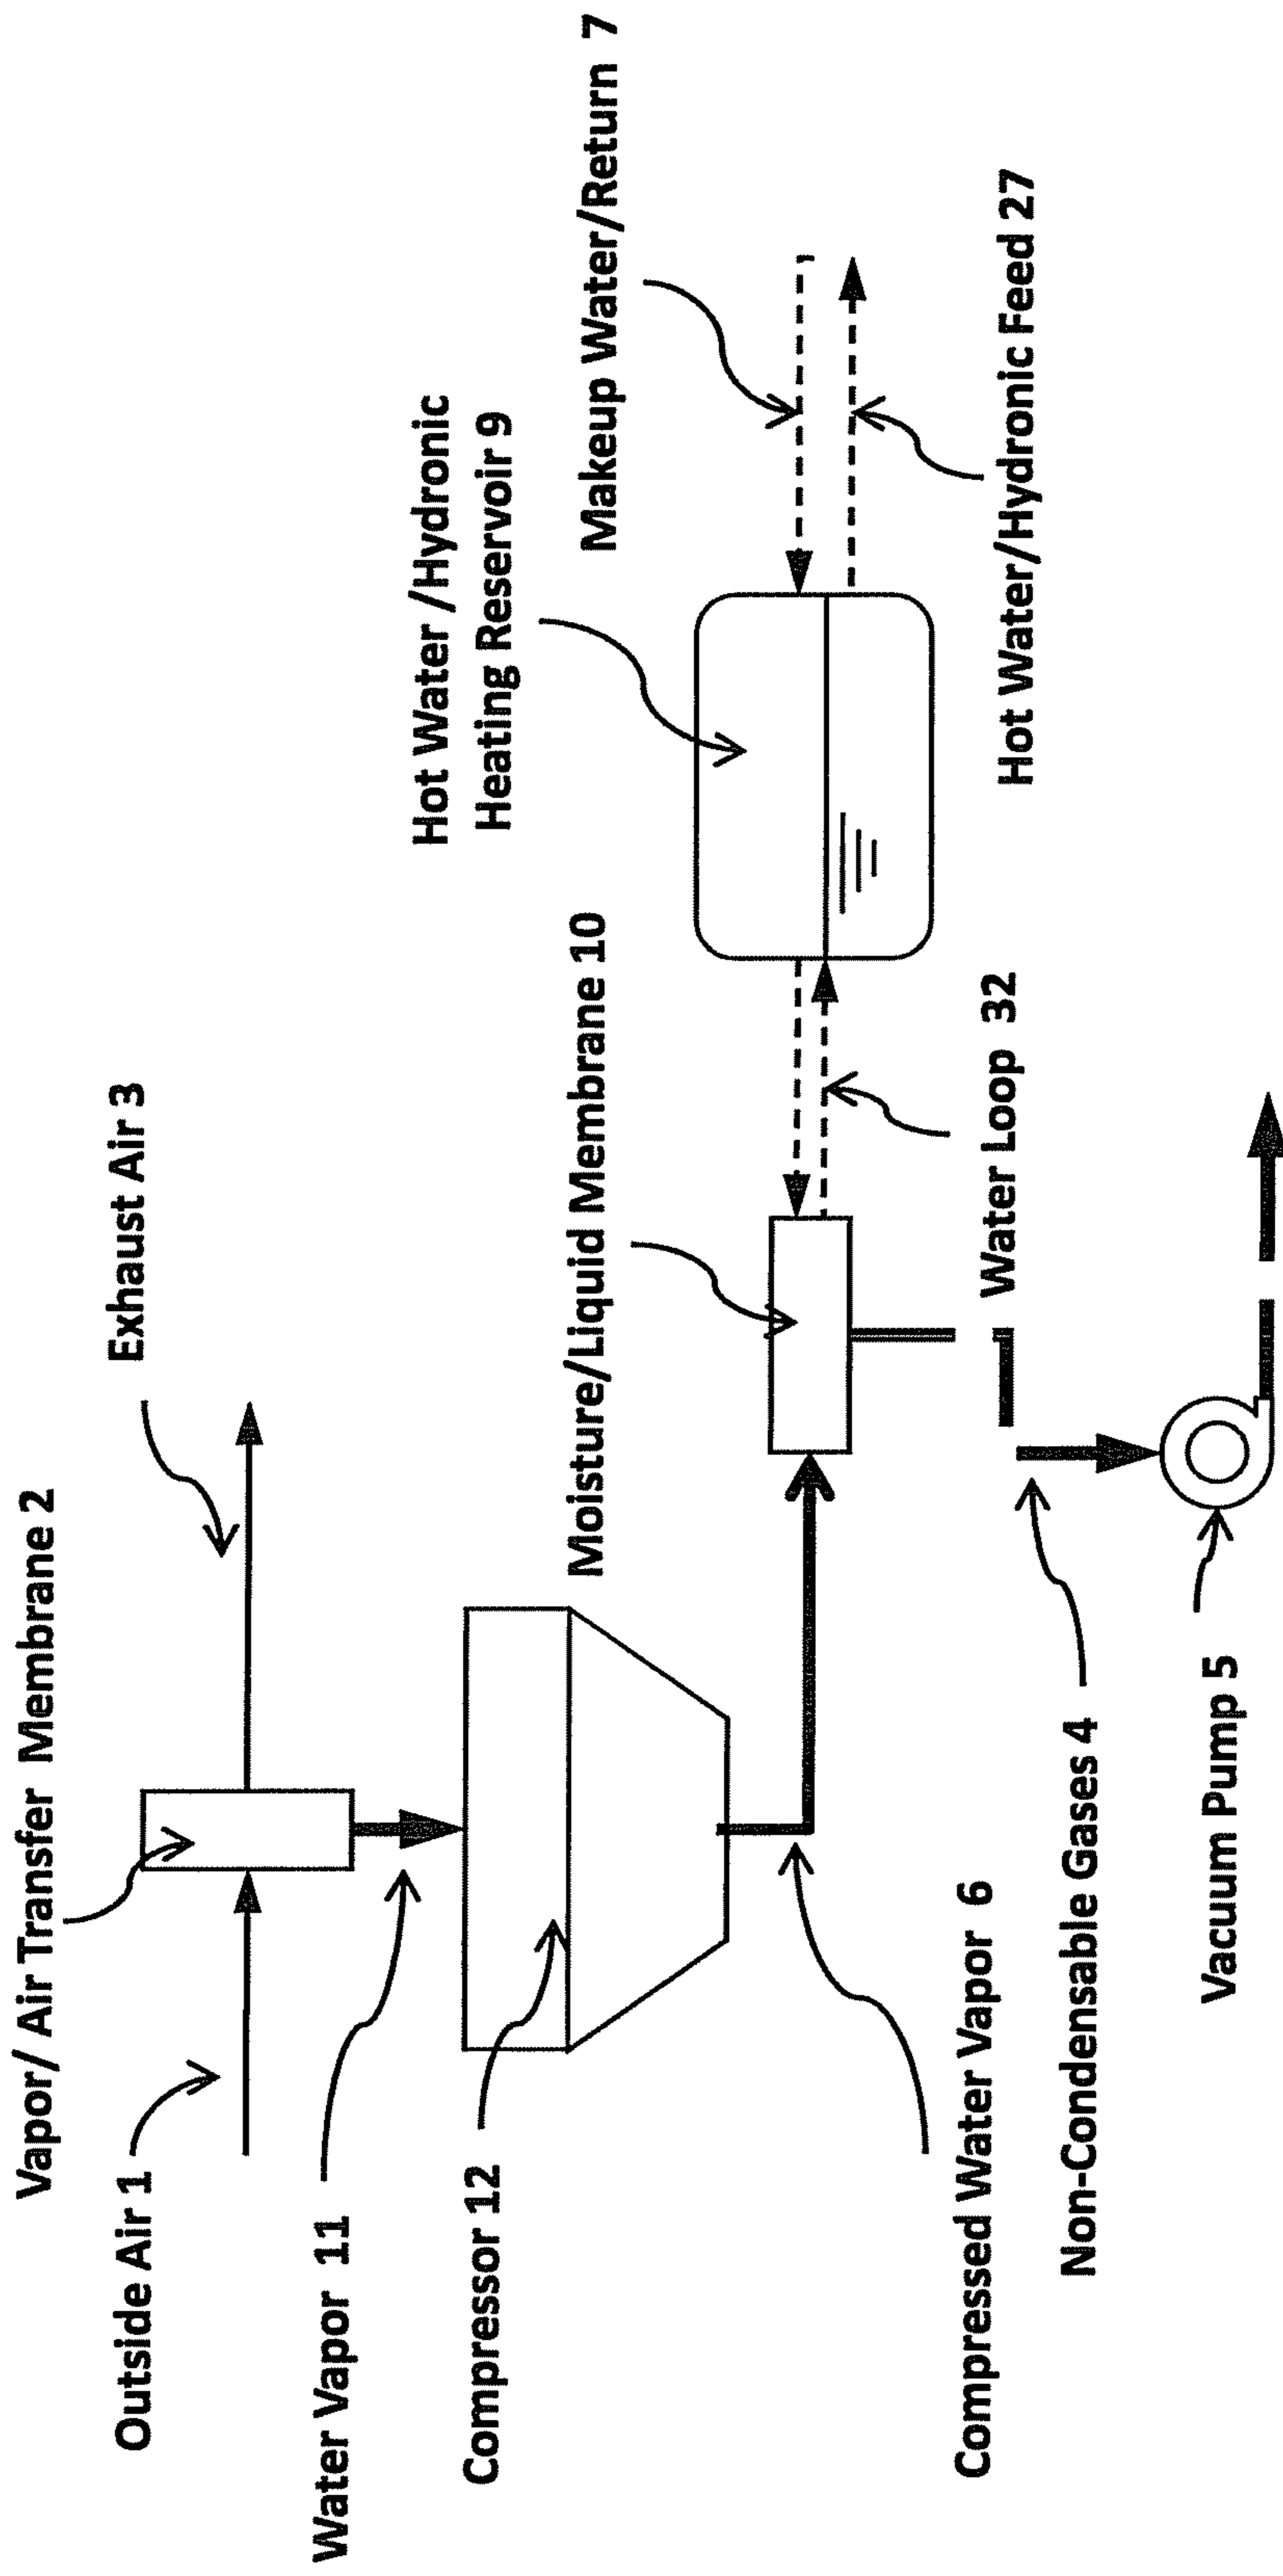 Vapor/ Air Transfer Membrane 2
Outside Air 1
Exhaust Air 3
Water Vapor 11
Compressor 12
Hot Water /Hydronic
Heating Reservoir 9
Makeup Water/Return 7
Moisture/Liquid Membrane 10
Compressed Water Vapor 6
Water Loop 32
Hot Water/Hydronic Feed 27
Non-Condensable Gases 4
Vacuum Pump 5